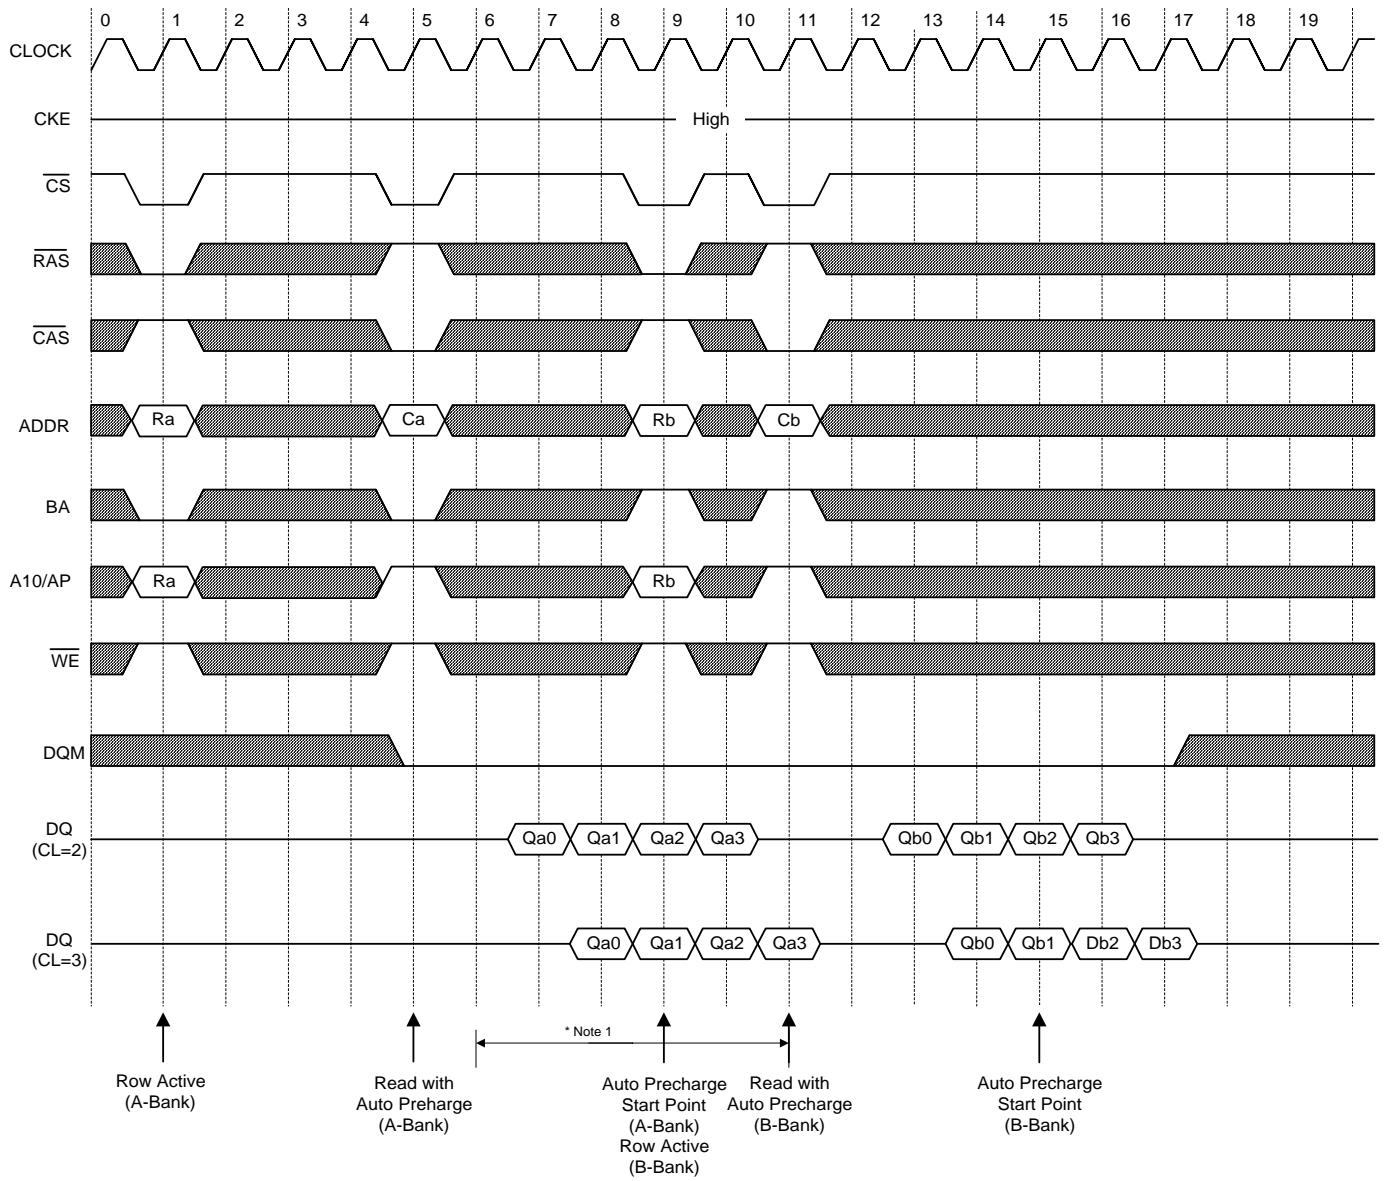 0 1 2 3 4 5 6 7 8 9 10 11 12 13 14 15 16 17 18 19
CLOCK
CKE High
CS
RAS
CAS
ADDR Ra Ca Rb Cb
BA
A10/AP Ra Rb
WE
DQM
DQ
(CL=2)
Qa0 Qa1 Qa2 Qa3 Qb0 Qb1 Qb2 Qb3
DQ
(CL=3)
Qa0 Qa1 Qa2 Qa3 Qb0 Qb1 Db2 Db3
* Note 1
Row Active
(A-Bank)
Read with
Auto Preharge
(A-Bank)
Auto Precharge
Start Point
(A-Bank)
Row Active
(B-Bank)
Read with
Auto Precharge
(B-Bank)
Auto Precharge
Start Point
(B-Bank)